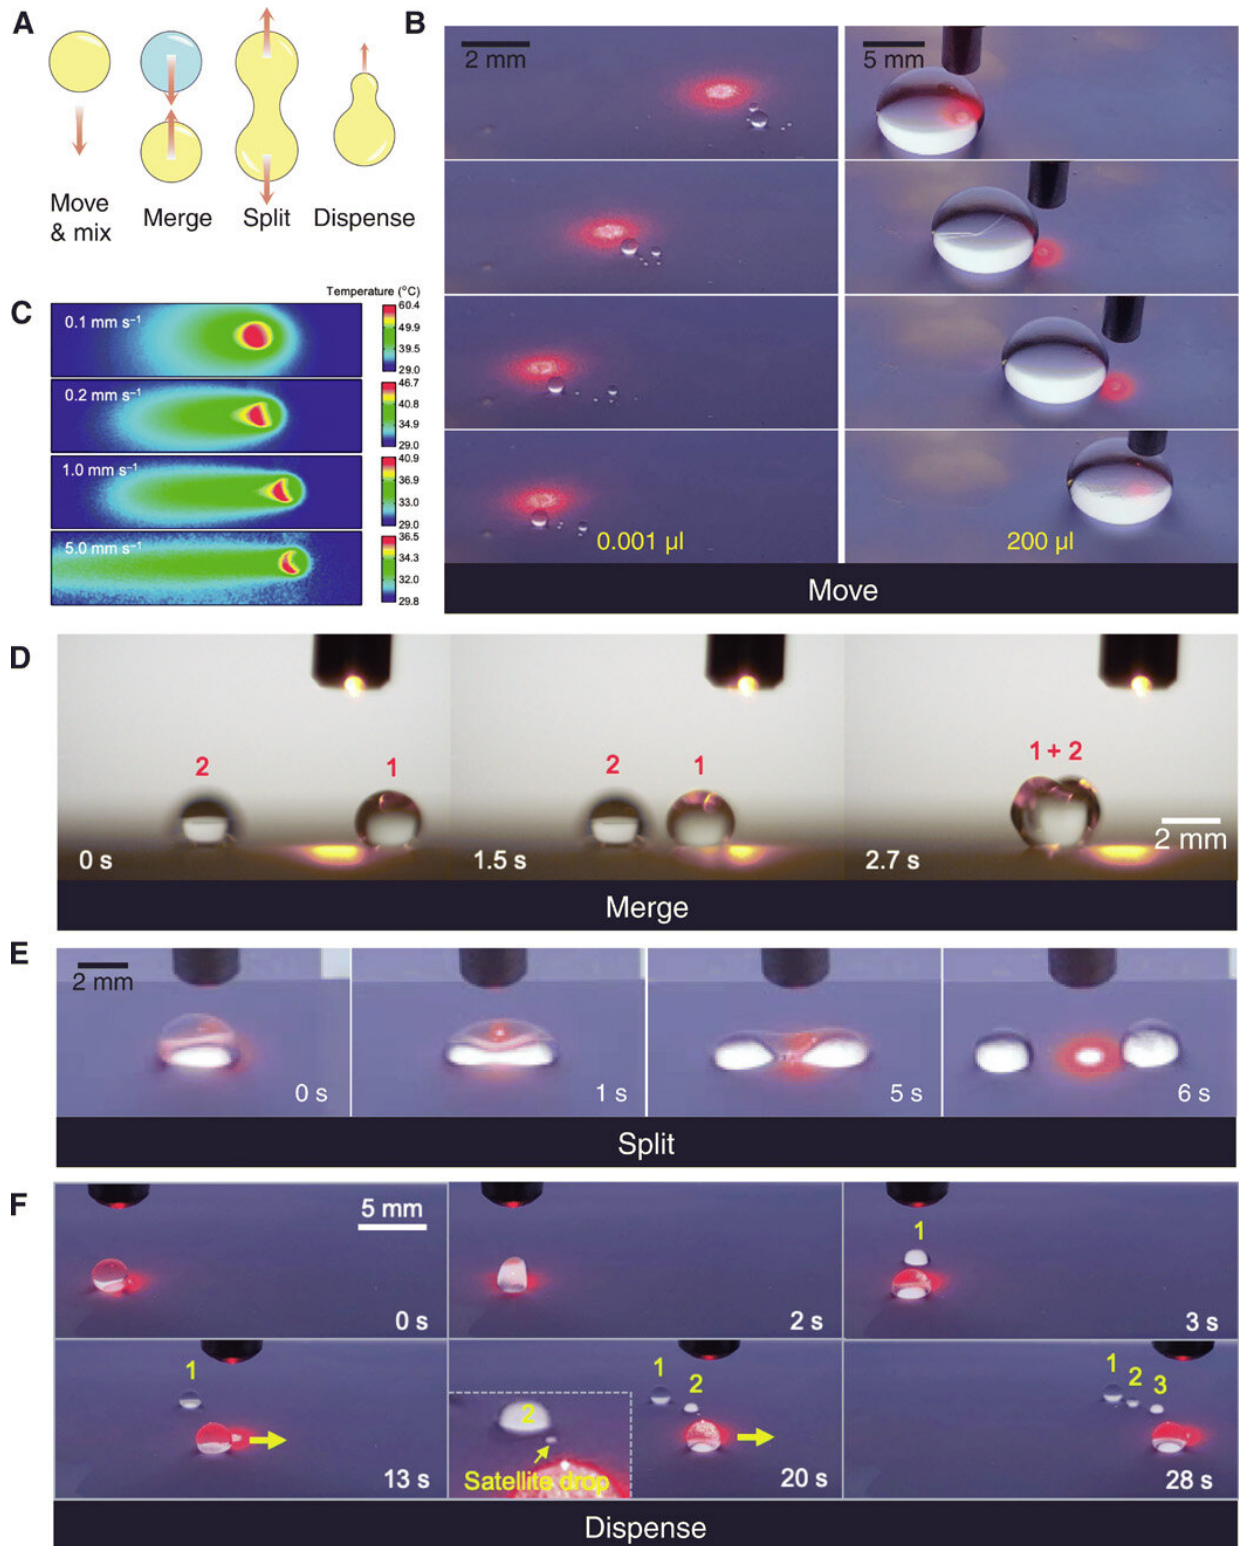 A
Move
& mix
Merge
Split
Dispense
B
2 mm
5 mm
0.001 µl
200 µl
Move
C
Temperature (°C)
0.1 mm s⁻¹
60.4
49.9
39.5
29.0
0.2 mm s⁻¹
46.7
40.8
34.9
29.0
1.0 mm s⁻¹
40.9
36.9
33.0
29.0
5.0 mm s⁻¹
36.5
34.3
32.0
29.8
D
2
1
0 s
2
1
1.5 s
1 + 2
2.7 s
2 mm
Merge
E
2 mm
0 s
1 s
5 s
6 s
Split
F
5 mm
0 s
2 s
1
3 s
1
13 s
2
Satellite drop
1
2
20 s
1
2
3
28 s
Dispense